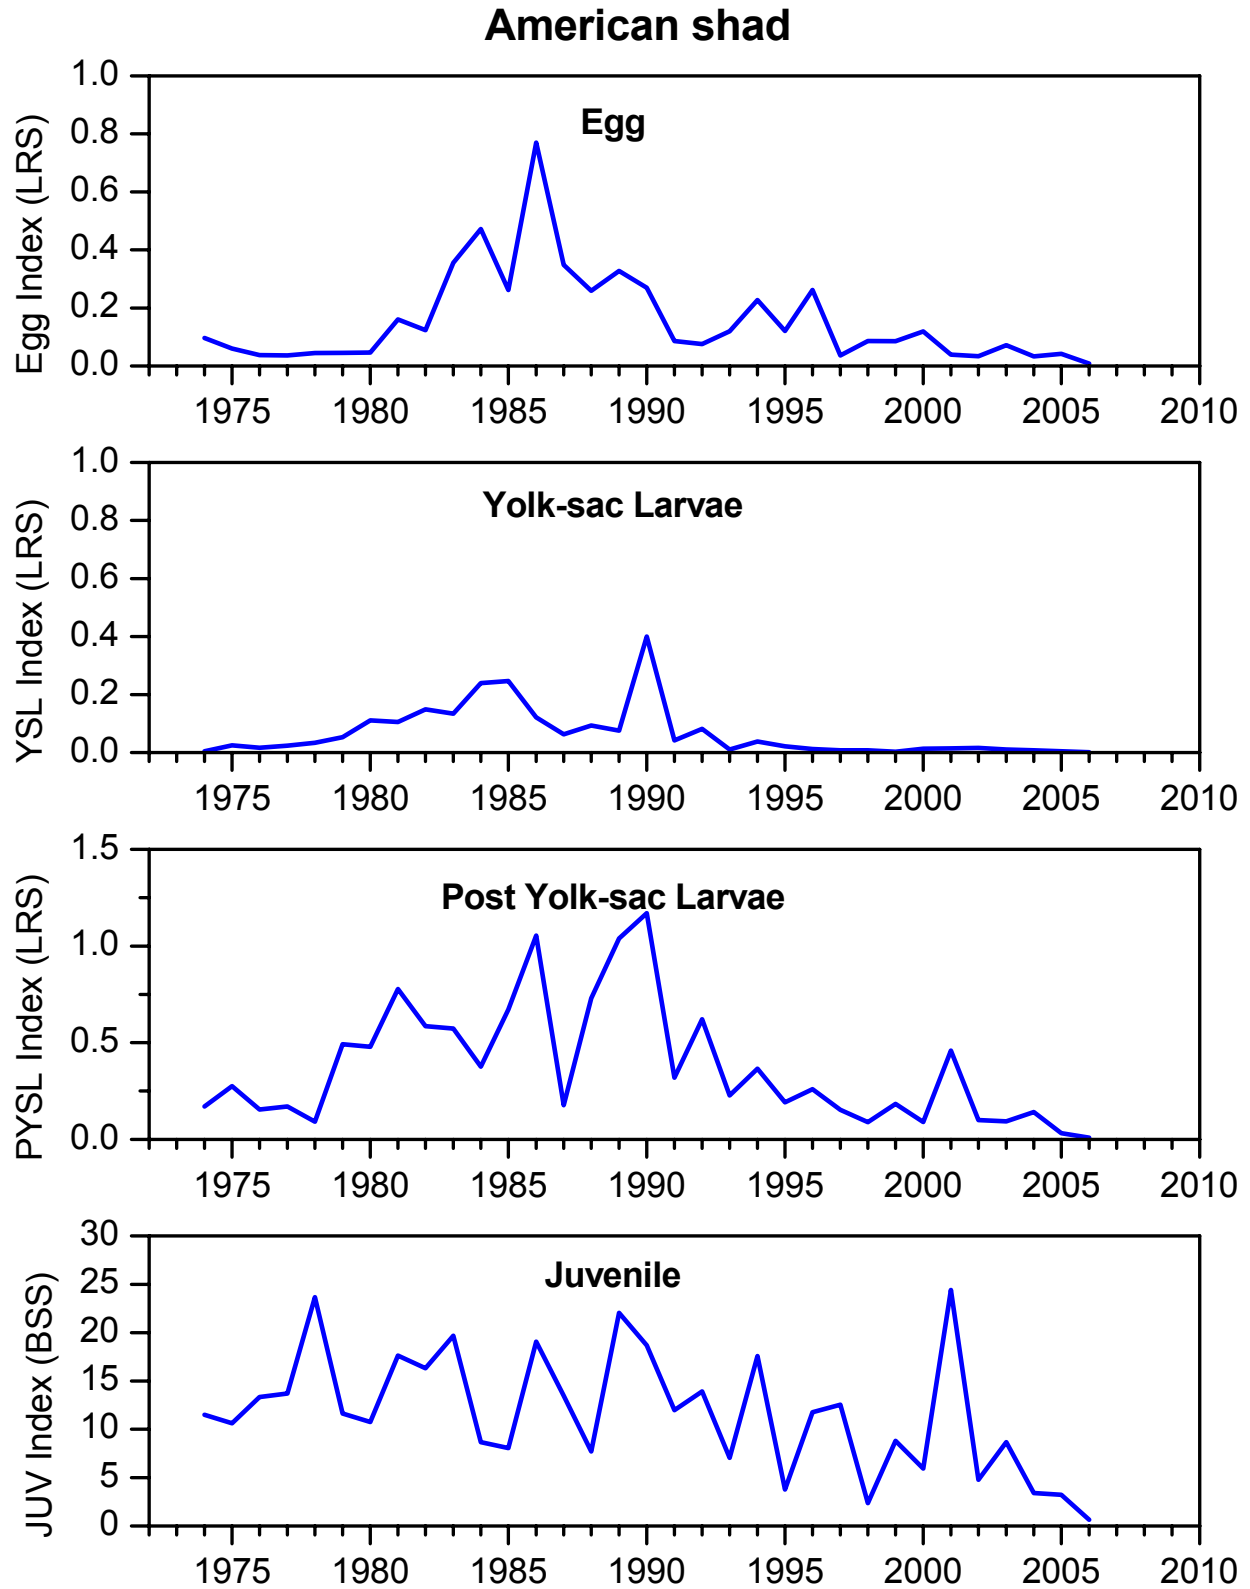 American shad
Egg
Egg Index (LRS)
1.0
0.8
0.6
0.4
0.2
0.0
1975 1980 1985 1990 1995 2000 2005 2010
Yolk-sac Larvae
YSL Index (LRS)
1.0
0.8
0.6
0.4
0.2
0.0
1975 1980 1985 1990 1995 2000 2005 2010
Post Yolk-sac Larvae
PYSL Index (LRS)
1.5
1.0
0.5
0.0
1975 1980 1985 1990 1995 2000 2005 2010
Juvenile
JUV Index (BSS)
30
25
20
15
10
5
0
1975 1980 1985 1990 1995 2000 2005 2010